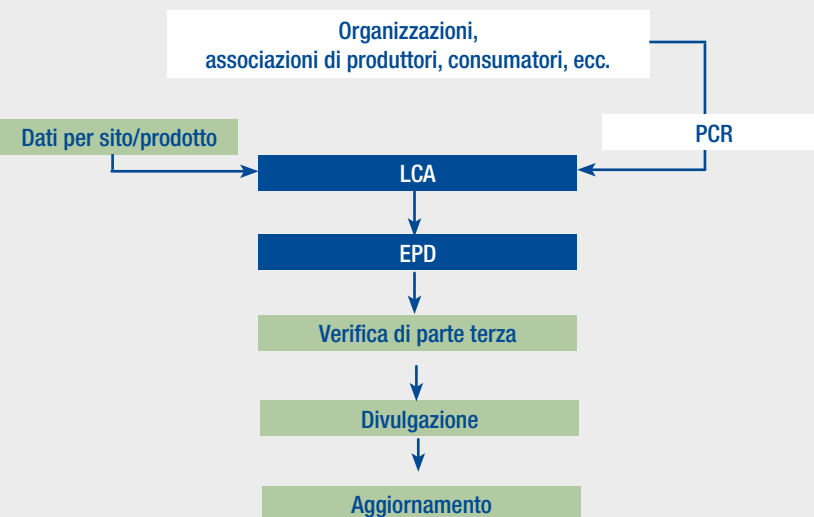 Organizzazioni,
associazioni di produttori, consumatori, ecc.
Dati per sito/prodotto
PCR
LCA
EPD
Verifica di parte terza
Divulgazione
Aggiornamento